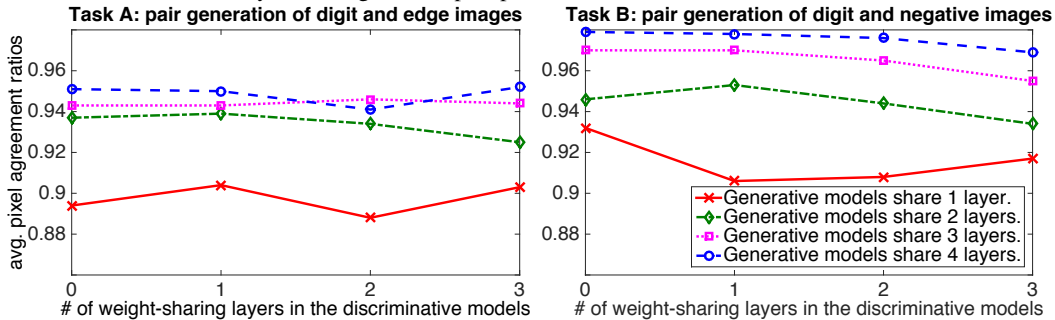 Task A: pair generation of digit and edge images
avg. pixel agreement ratios
0.96
0.94
0.92
0.9
0.88
0 1 2 3
# of weight-sharing layers in the discriminative models
Task B: pair generation of digit and negative images
0.96
0.94
0.92
0.9
0.88
Generative models share 1 layer.
Generative models share 2 layers.
Generative models share 3 layers.
Generative models share 4 layers.
0 1 2 3
# of weight-sharing layers in the discriminative models